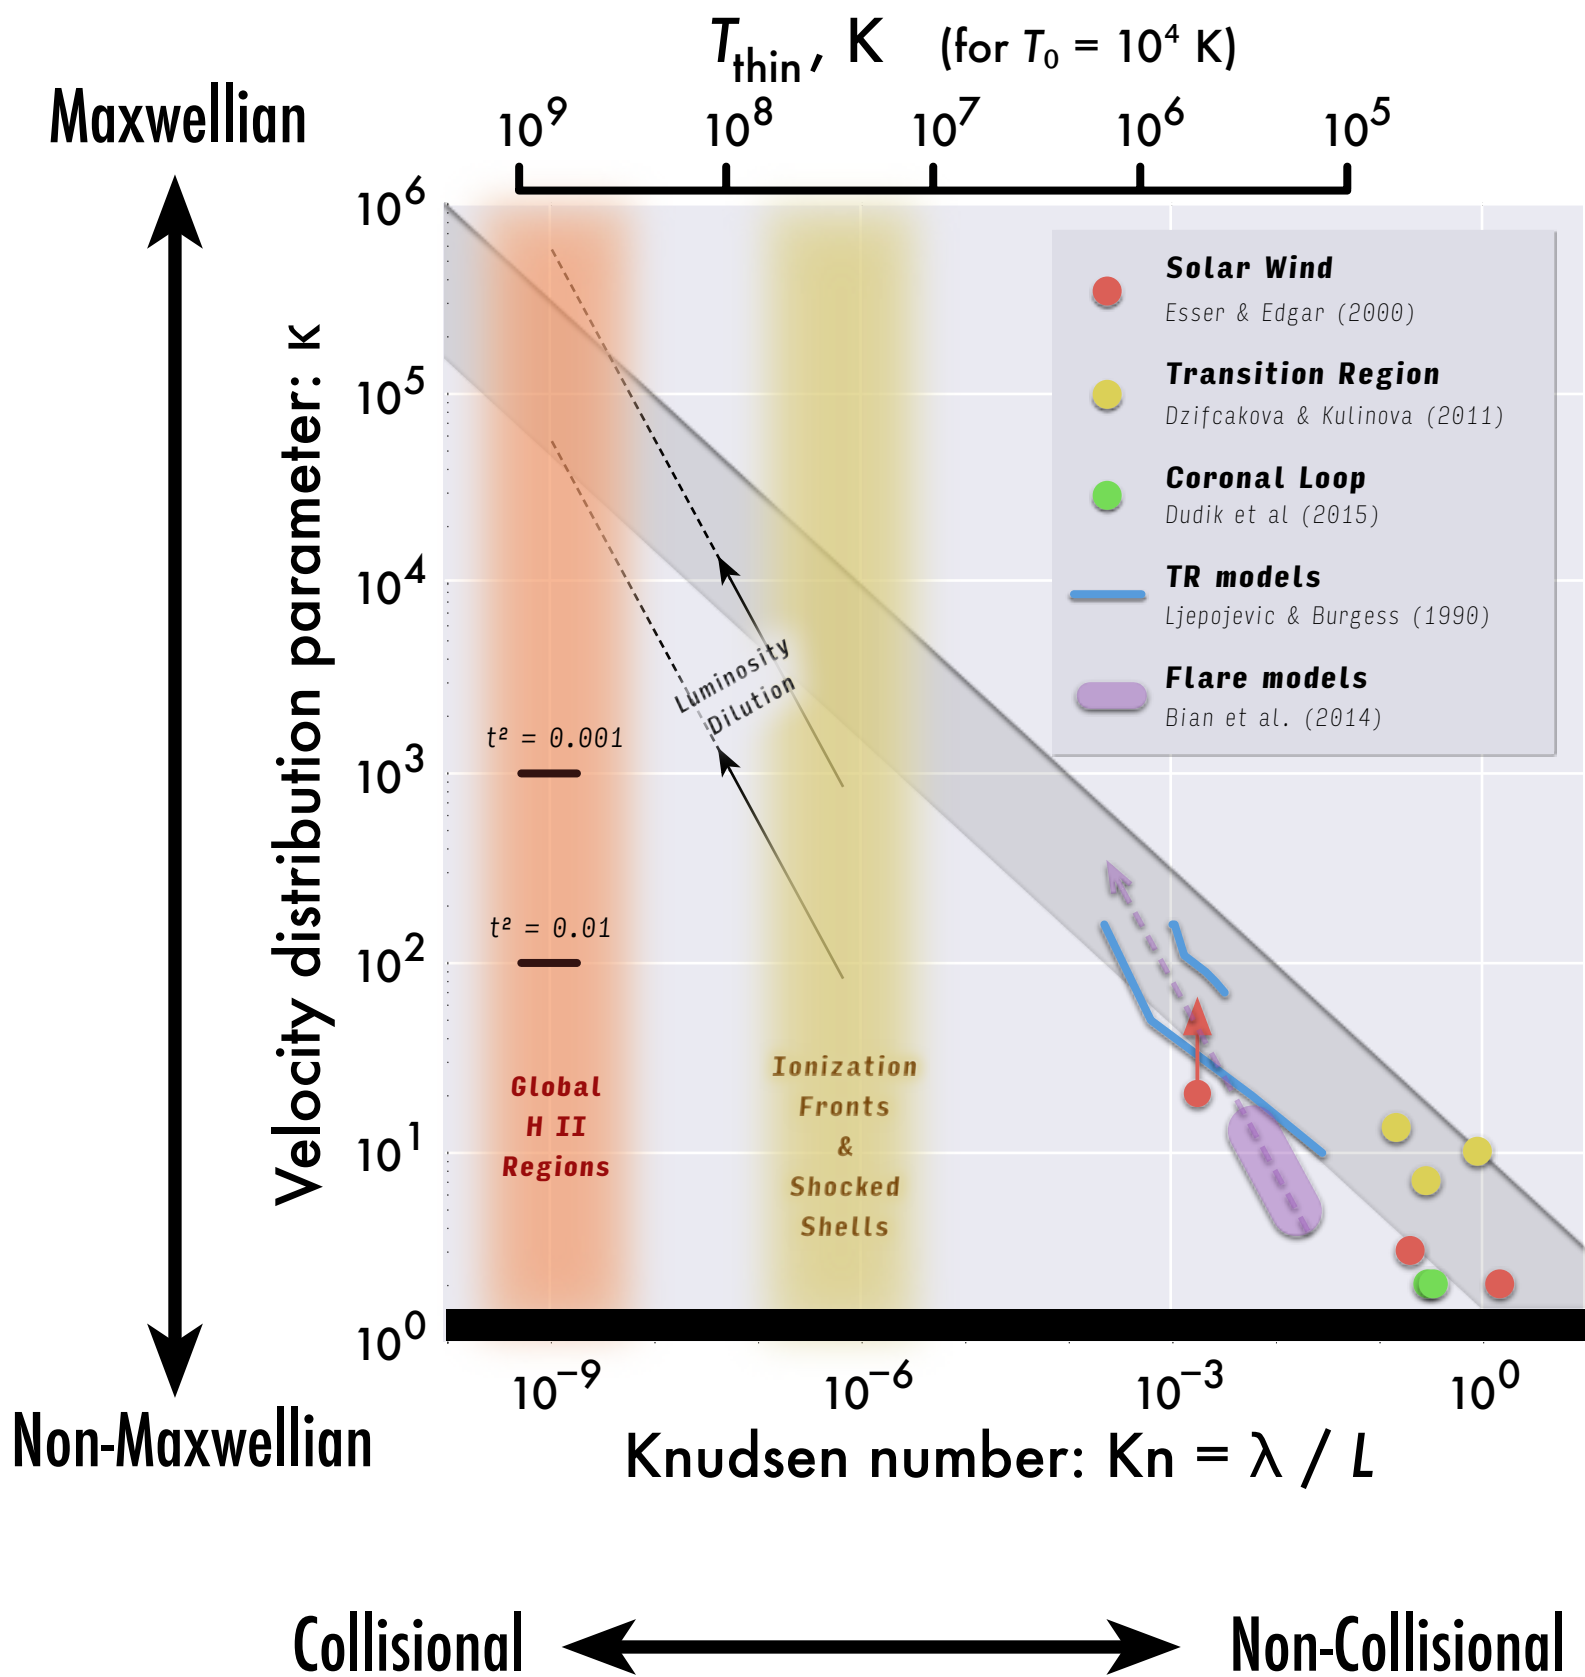 T_thin, K (for T₀ = 10⁴ K)
Maxwellian
10⁹ 10⁸ 10⁷ 10⁶ 10⁵
10⁶
10⁵
10⁴
10³
10²
10¹
10⁰
Velocity distribution parameter: κ
Solar Wind
Esser & Edgar (2000)
Transition Region
Dzifcakova & Kulinova (2011)
Coronal Loop
Dudik et al (2015)
TR models
Ljepojevic & Burgess (1990)
Flare models
Bian et al. (2014)
Luminosity
Dilution
t² = 0.001
t² = 0.01
Global
H II
Regions
Ionization
Fronts
&
Shocked
Shells
10⁻⁹ 10⁻⁶ 10⁻³ 10⁰
Non-Maxwellian
Knudsen number: Kn = λ / L
Collisional
Non-Collisional